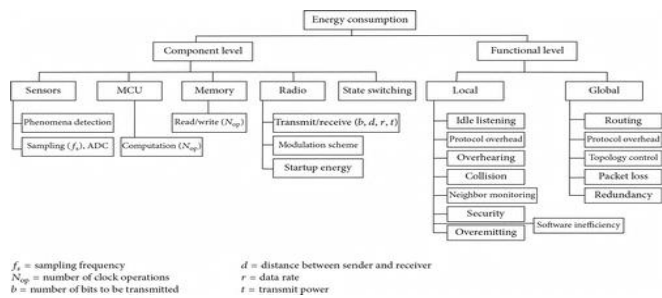 Energy consumption
Component level
Functional level
Sensors
MCU
Memory
Radio
State switching
Local
Global
Phenomena detection
Sampling (fs), ADC
Computation (Nop)
Read/write (Nop)
Transmit/receive (b, d, r, t)
Modulation scheme
Startup energy
Idle listening
Protocol overhead
Overhearing
Collision
Neighbor monitoring
Security
Overemitting
Software inefficiency
Routing
Protocol overhead
Topology control
Packet loss
Redundancy
fs = sampling frequency
Nop = number of clock operations
b = number of bits to be transmitted
d = distance between sender and receiver
r = data rate
t = transmit power